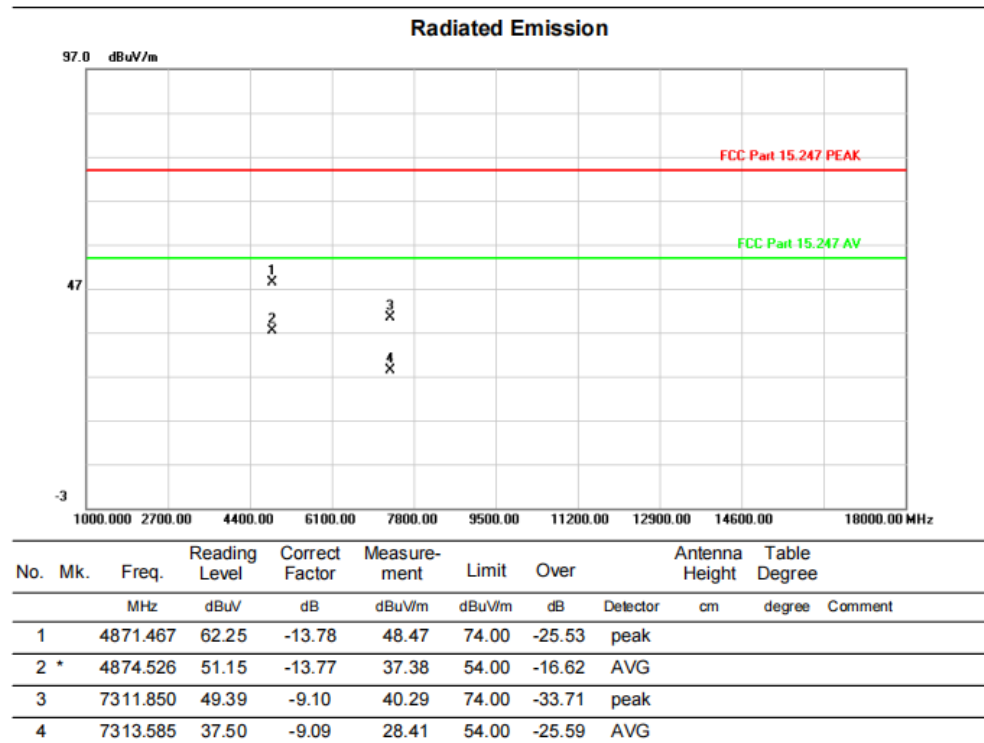 Radiated Emission
97.0 dBuV/m
FCC Part 15.247 PEAK
FCC Part 15.247 AV
1
47
3
2
4
-3
1000.000 2700.00 4400.00 6100.00 7800.00 9500.00 11200.00 12900.00 14600.00 18000.00 MHz
No. Mk. Freq. Reading Level Correct Factor Measure-ment Limit Over Antenna Height Table Degree
MHz dBuV dB dBuV/m dBuV/m dB Detector cm degree Comment
1 4871.467 62.25 -13.78 48.47 74.00 -25.53 peak
2 * 4874.526 51.15 -13.77 37.38 54.00 -16.62 AVG
3 7311.850 49.39 -9.10 40.29 74.00 -33.71 peak
4 7313.585 37.50 -9.09 28.41 54.00 -25.59 AVG